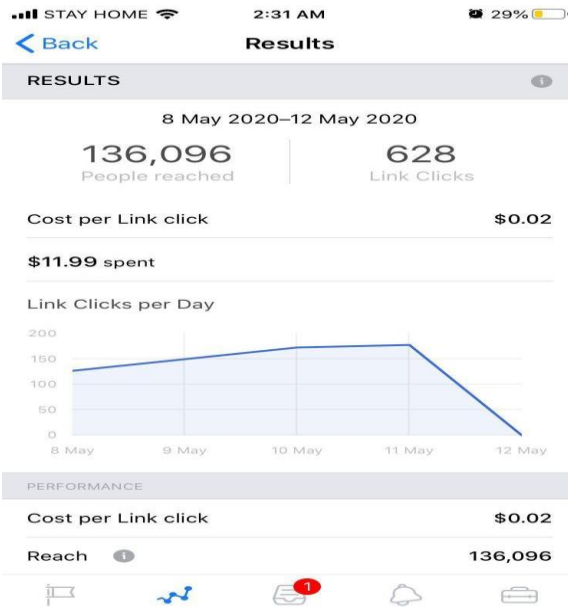 STAY HOME 2:31 AM 29%
Back Results
RESULTS
8 May 2020–12 May 2020
136,096 628
People reached Link Clicks
Cost per Link click $0.02
$11.99 spent
Link Clicks per Day
200
150
100
50
0
8 May 9 May 10 May 11 May 12 May
PERFORMANCE
Cost per Link click $0.02
Reach 136,096
1